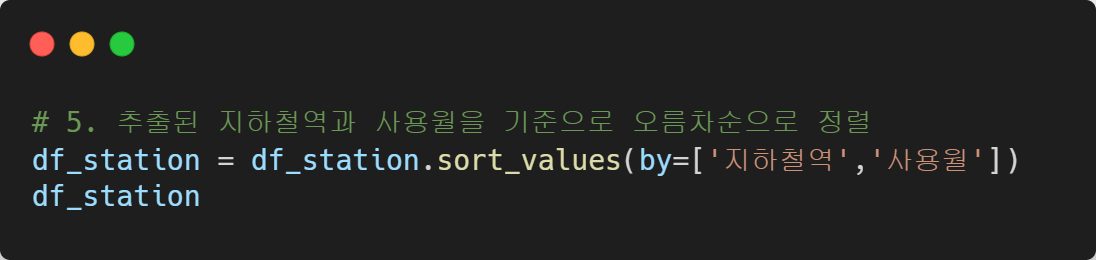 # 5. 추출된 지하철역과 사용월을 기준으로 오름차순으로 정렬
df_station = df_station.sort_values(by=['지하철역','사용월'])
df_station